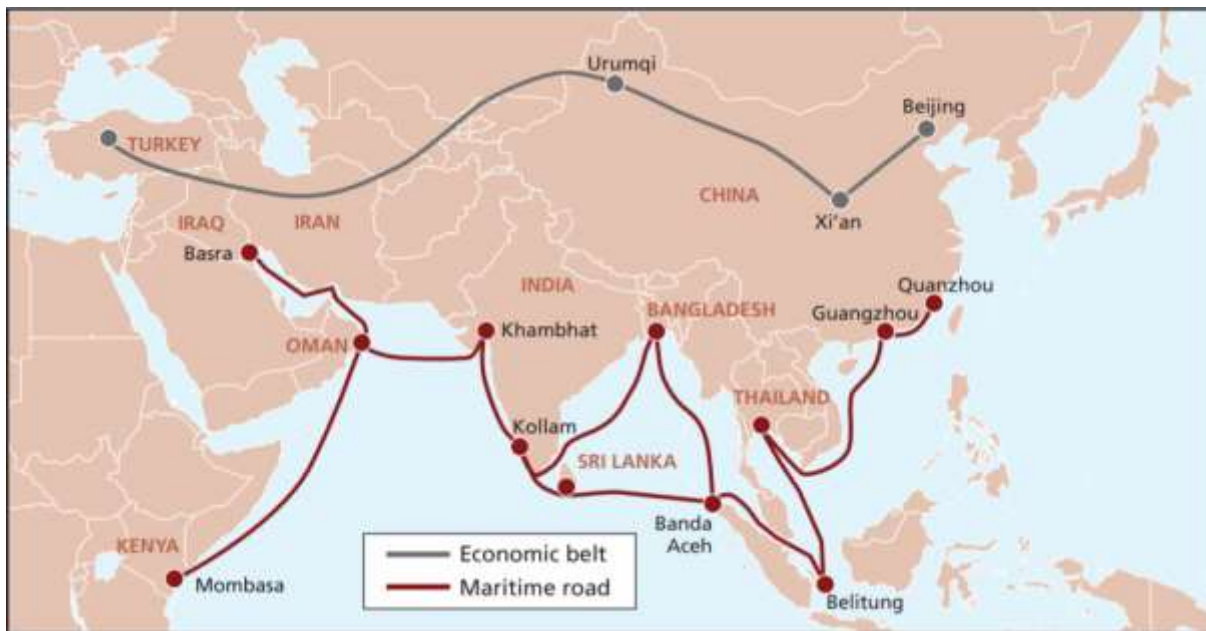 Urumqi
Beijing
TURKEY
CHINA
Xi'an
IRAQ
IRAN
Basra
INDIA
Quanzhou
BANGLADESH
Guangzhou
Khambhat
OMAN
THAILAND
Kollam
SRI LANKA
Banda
Aceh
KENYA
Economic belt
Mombasa
Maritime road
Belitung